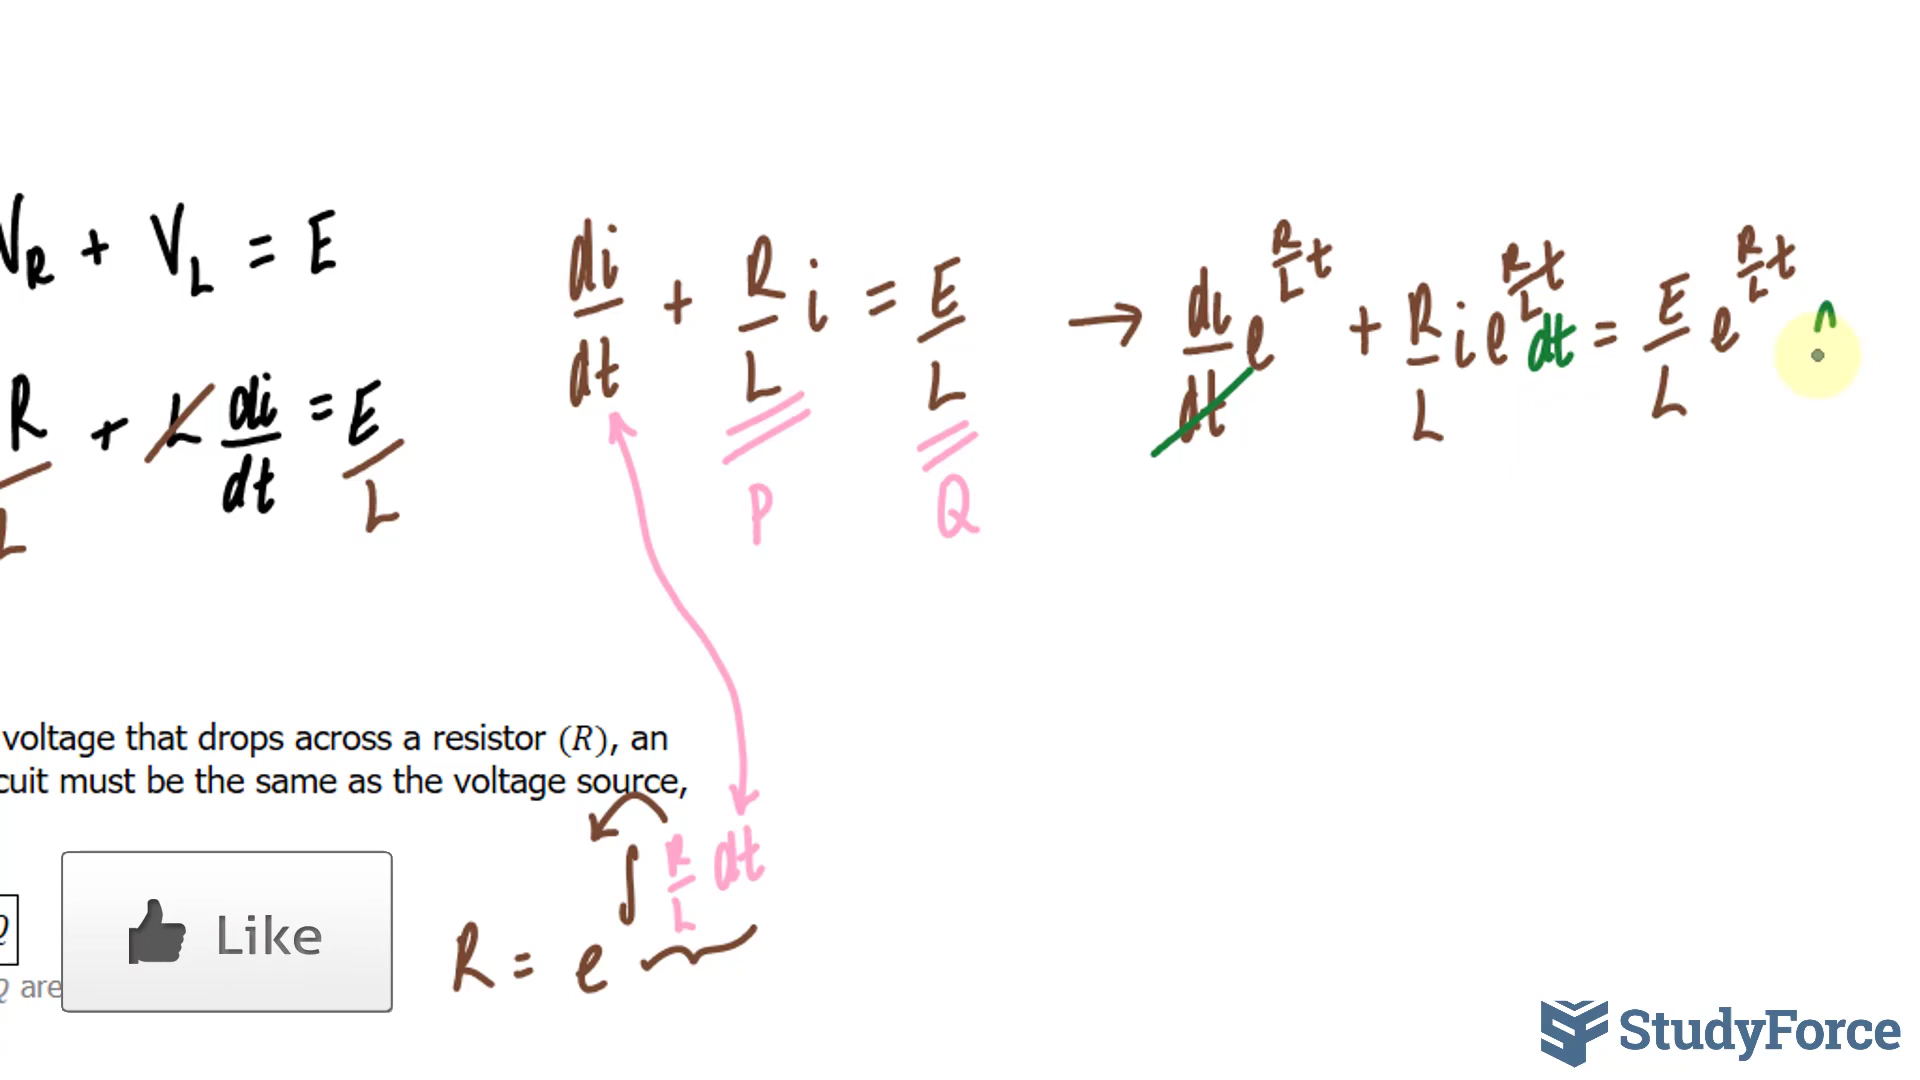 V_R + V_L = E
R/L + L di/dt = E/L
di/dt + R/L i = E/L → di/dt e^{R/L t} + R/L i e^{R/L t} dt = E/L e^{R/L t}
P Q
voltage that drops across a resistor (R), an
cuit must be the same as the voltage source,
R = e^{∫ R/L dt}
Q
Q are
Like
StudyForce